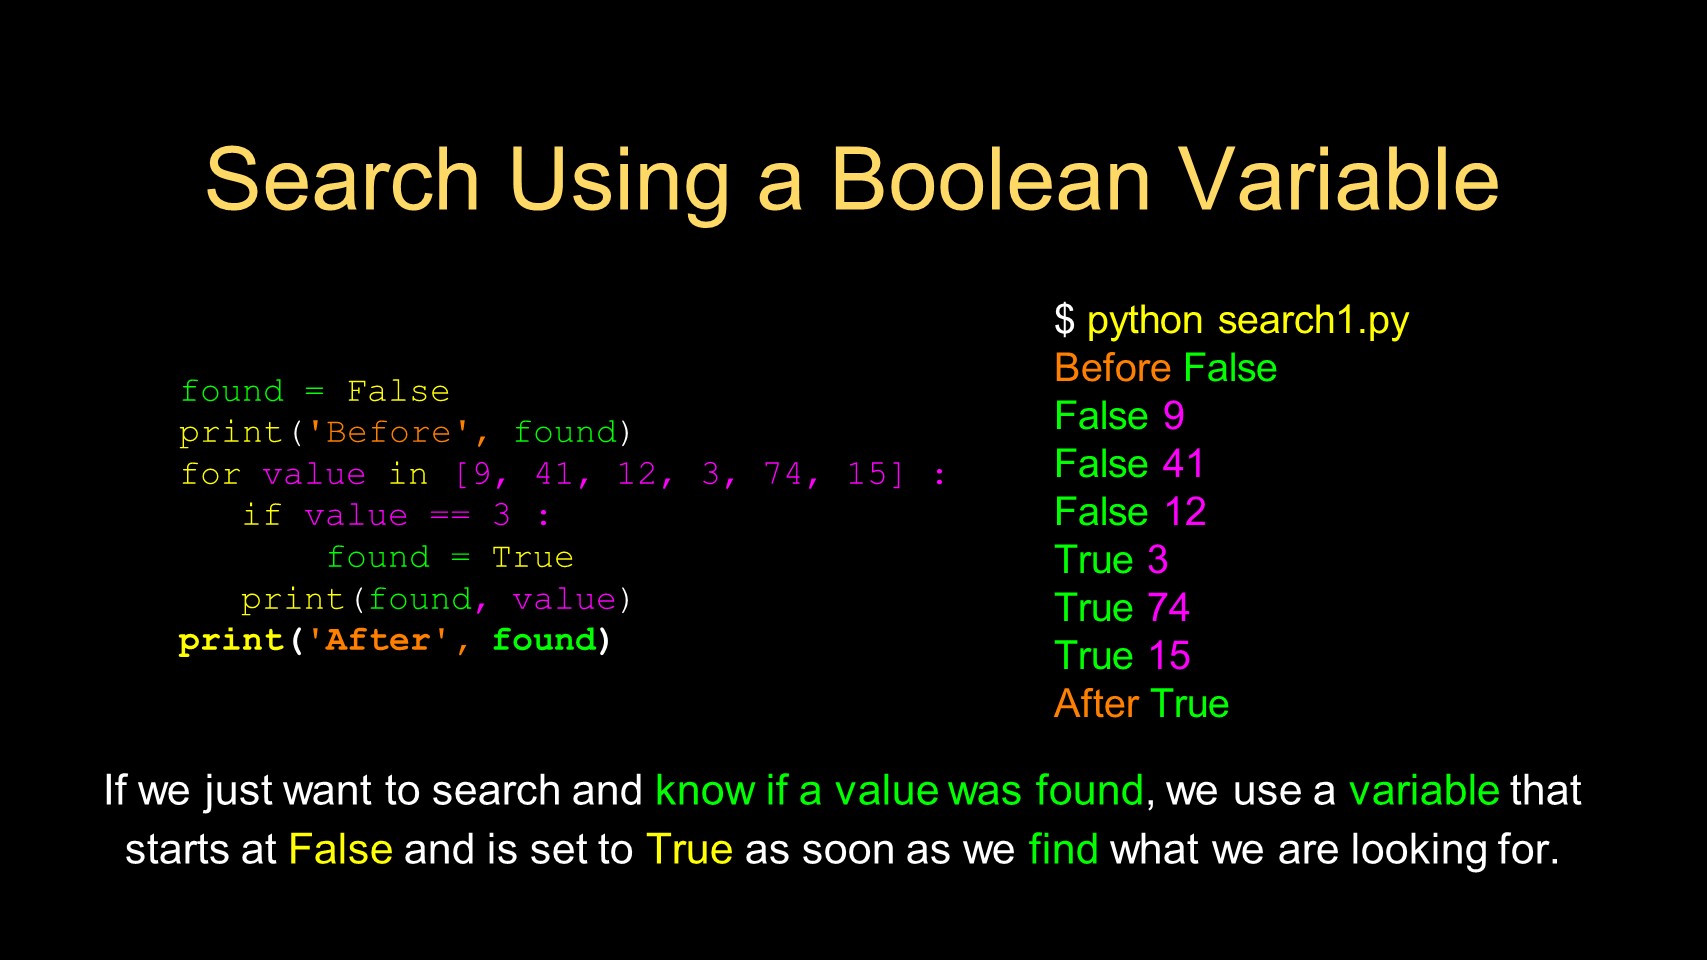 Search Using a Boolean Variable
found = False
print('Before', found)
for value in [9, 41, 12, 3, 74, 15] :
   if value == 3 :
       found = True
   print(found, value)
print('After', found)
$ python search1.py
Before False
False 9
False 41
False 12
True 3
True 74
True 15
After True
If we just want to search and know if a value was found, we use a variable that
starts at False and is set to True as soon as we find what we are looking for.